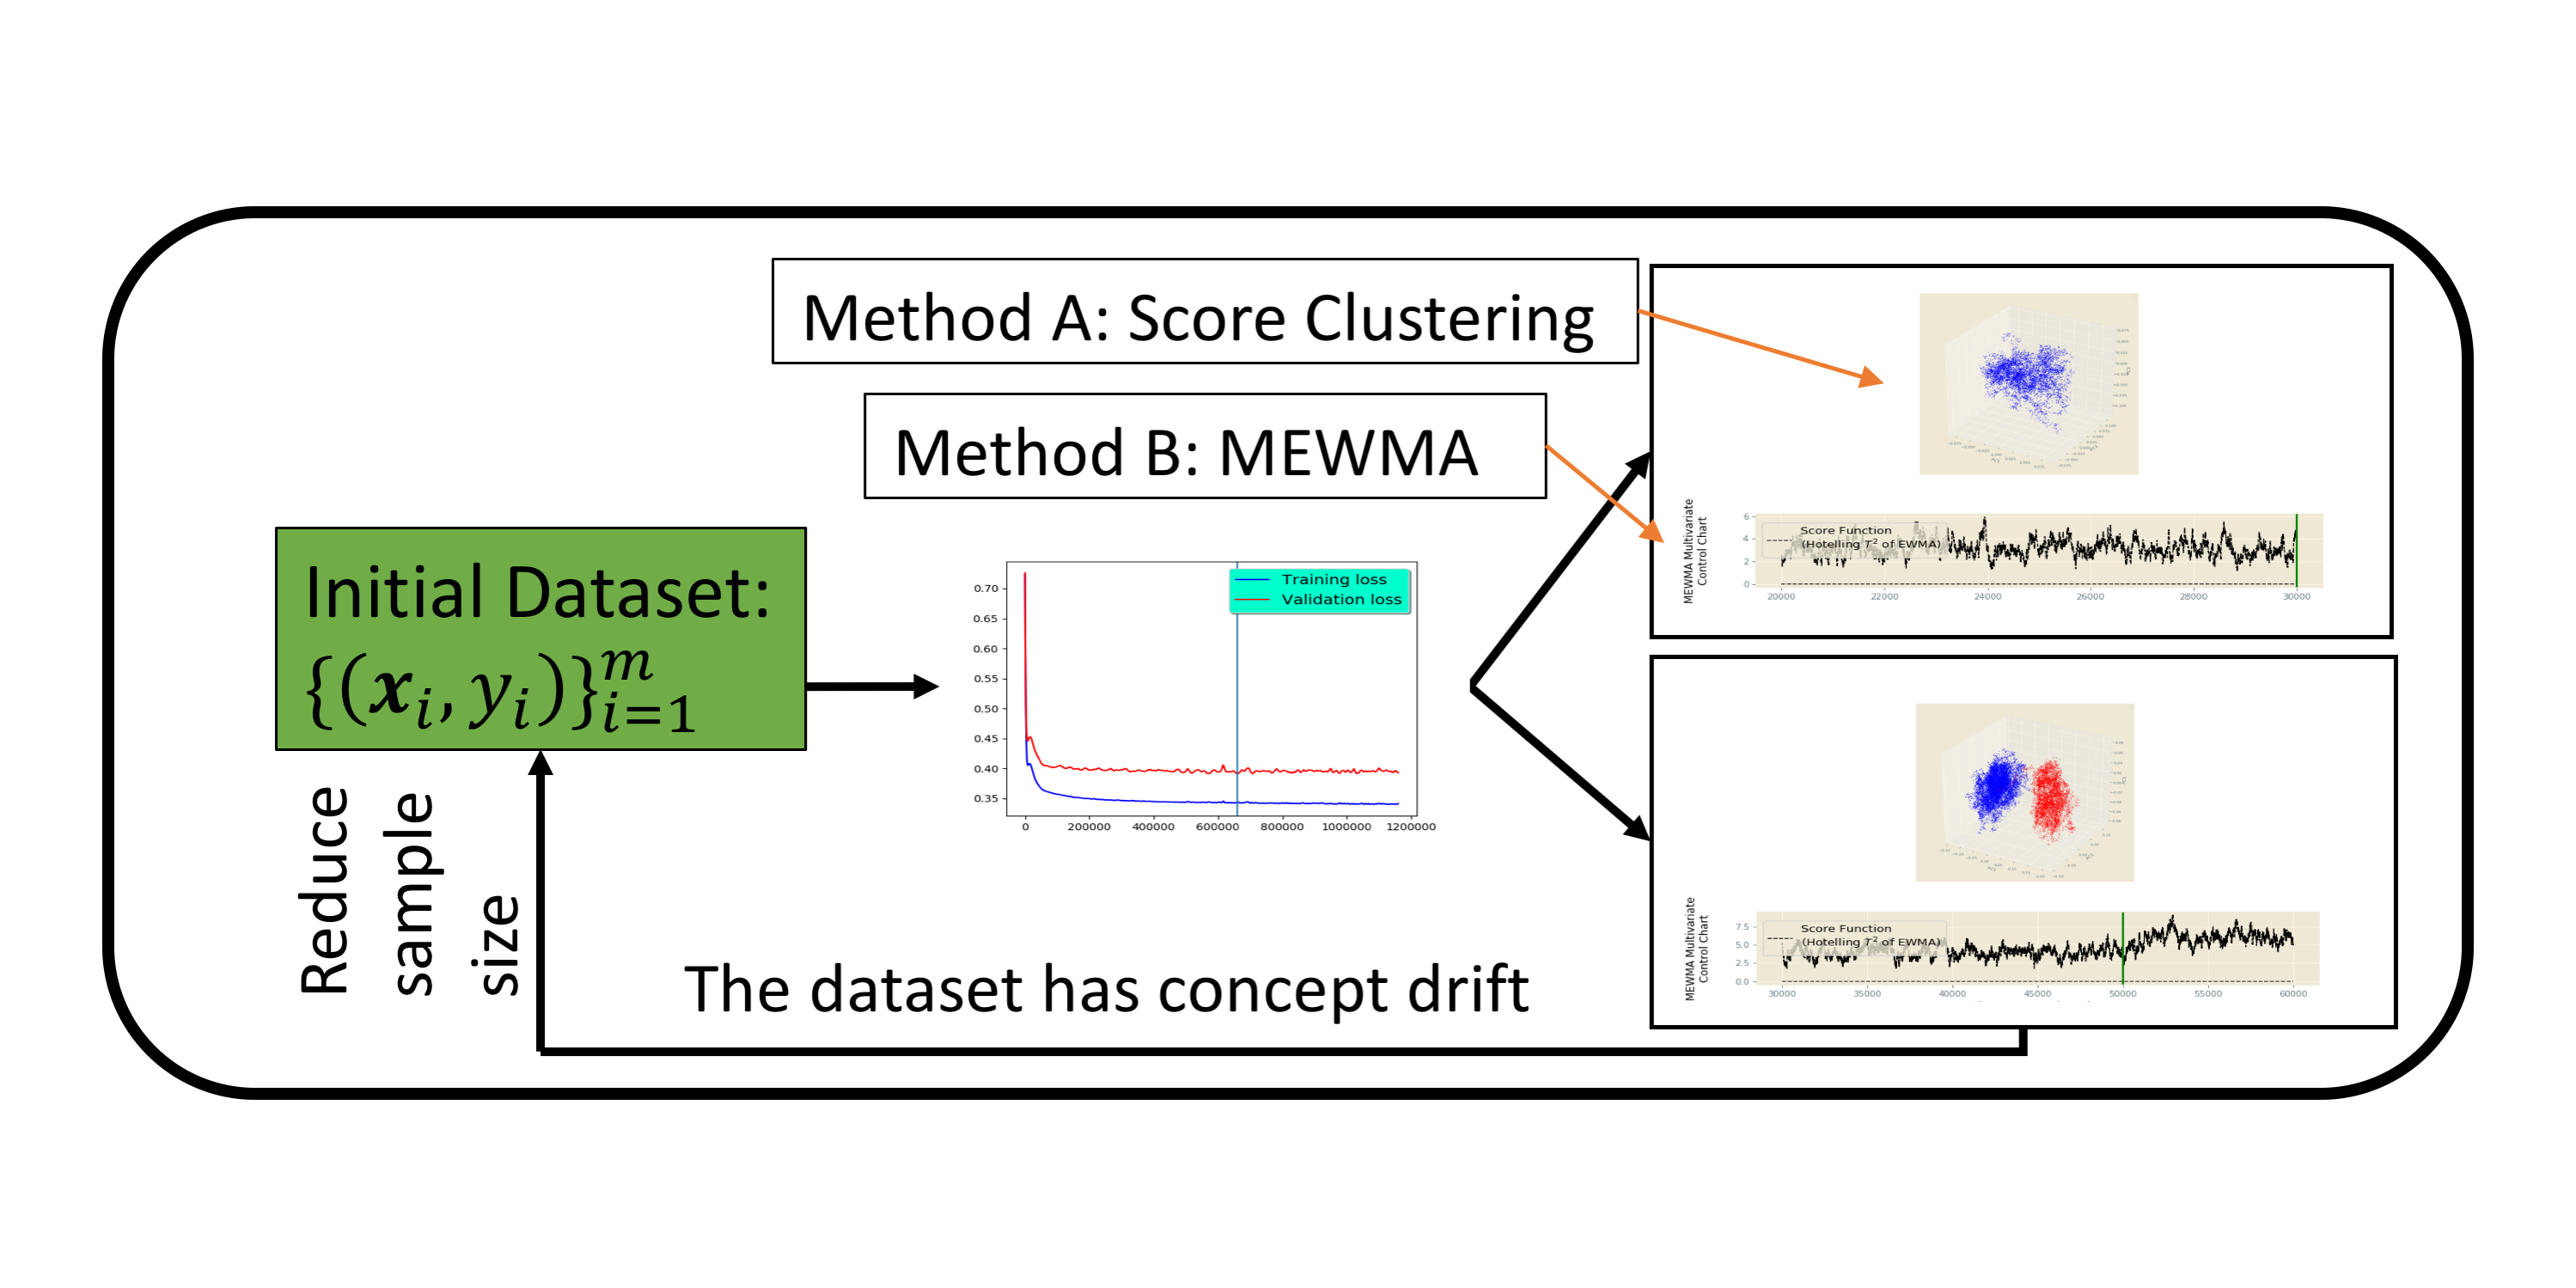 Method A: Score Clustering
Method B: MEWMA
Initial Dataset:
{(x_i, y_i)}_{i=1}^m
Reduce
sample
size
The dataset has concept drift
Training loss
Validation loss
0.70
0.65
0.60
0.55
0.50
0.45
0.40
0.35
0 200000 400000 600000 800000 1000000 1200000
MEWMA Multivariate
Control Chart
Score Function
(Hotelling T² of EWMA)
6
4
2
0
20000 22000 24000 26000 28000 30000
MEWMA Multivariate
Control Chart
Score Function
(Hotelling T² of EWMA)
7.5
5.0
2.5
0.0
30000 35000 40000 45000 50000 55000 60000